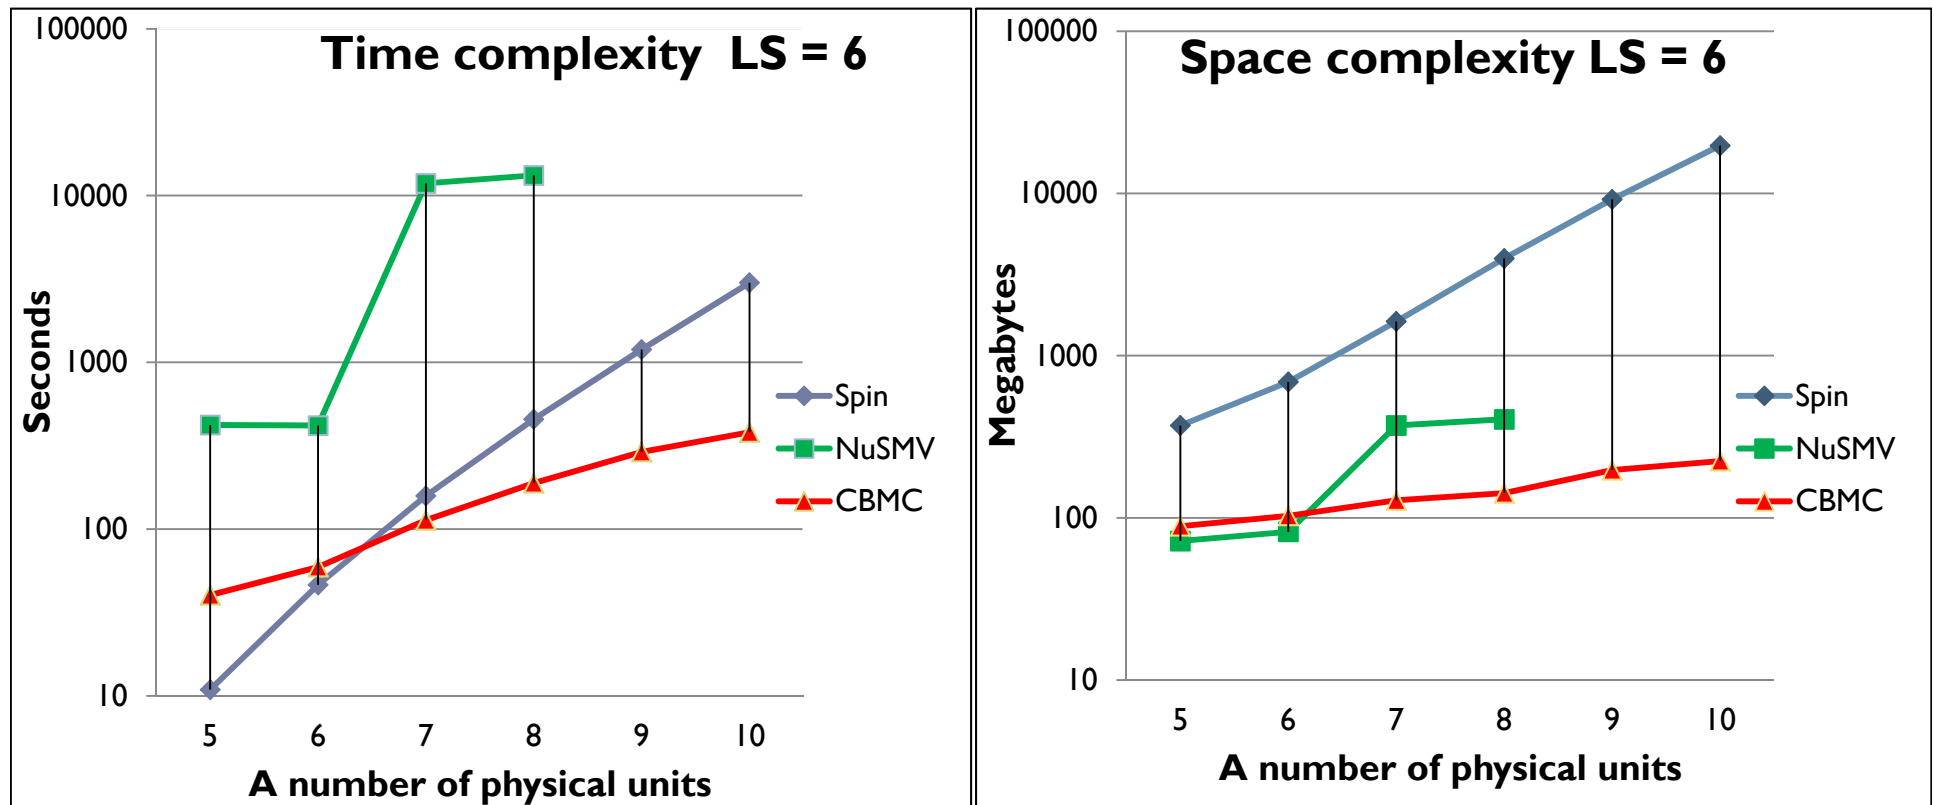 Time complexity LS = 6
100000
10000
1000
100
10
Seconds
5 6 7 8 9 10
A number of physical units
Spin
NuSMV
CBMC
Space complexity LS = 6
100000
10000
1000
100
10
Megabytes
5 6 7 8 9 10
A number of physical units
Spin
NuSMV
CBMC